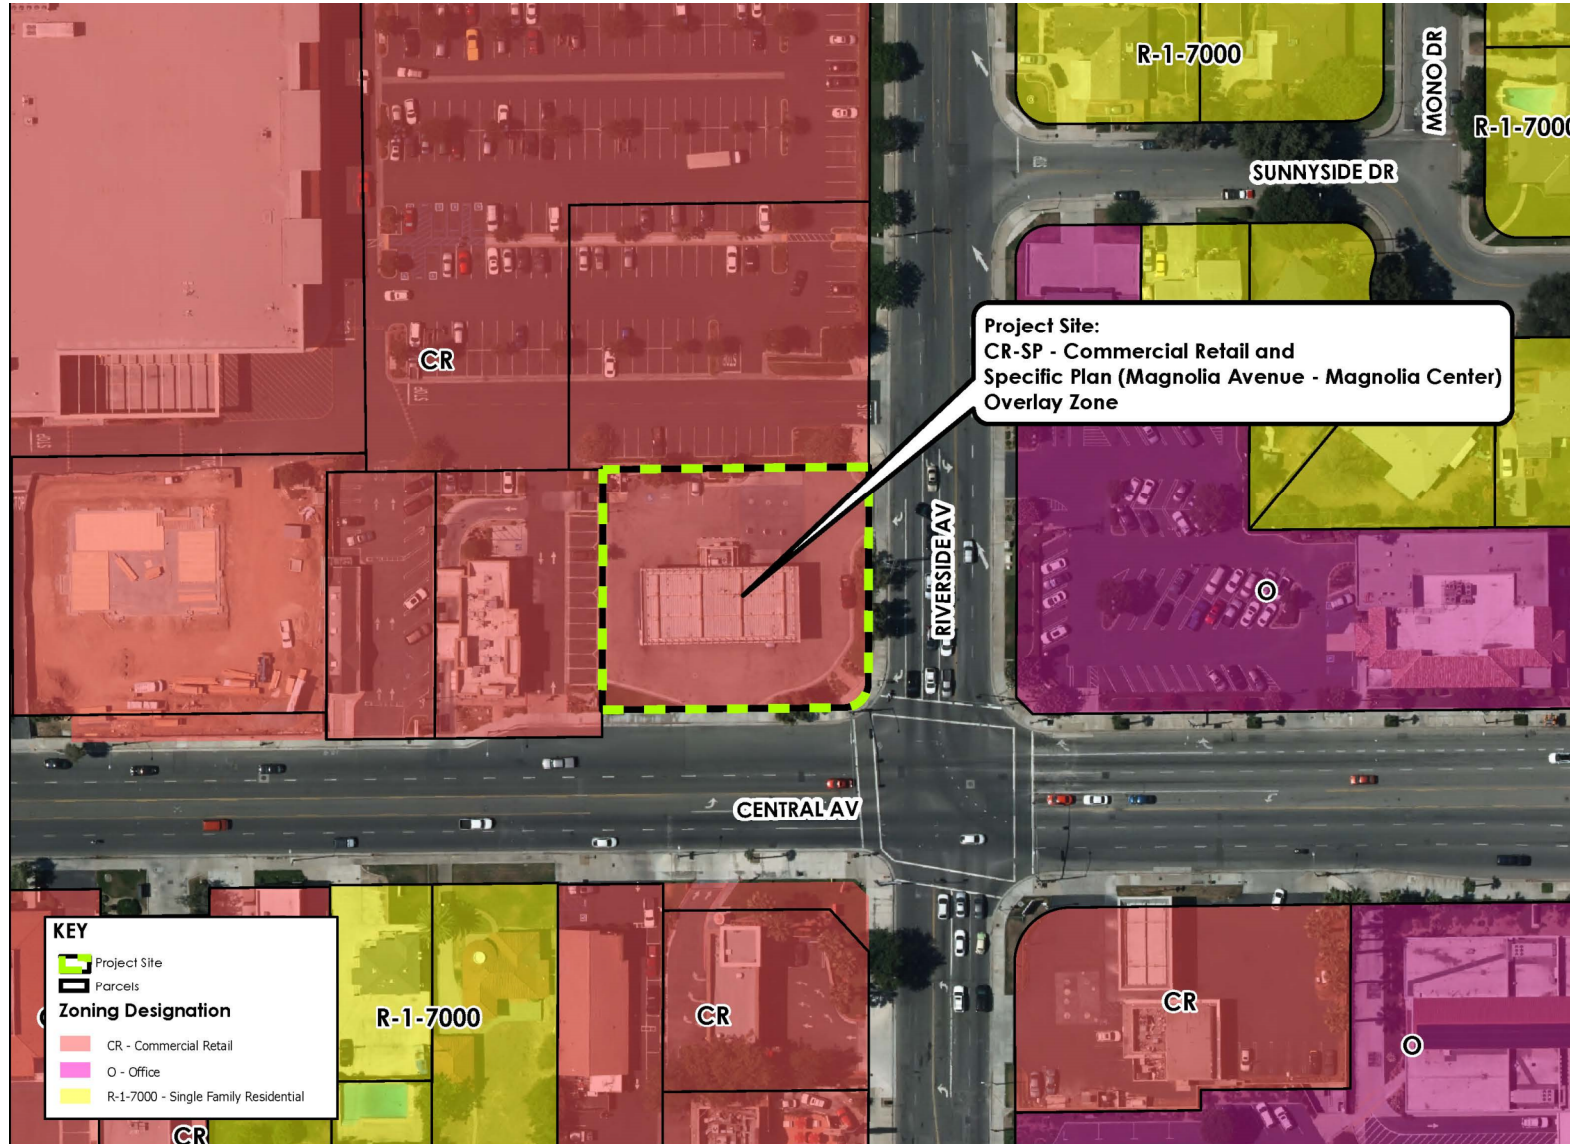 R-1-7000
MONO DR
R-1-7000
SUNNYSIDE DR
Project Site:
CR-SP - Commercial Retail and
Specific Plan (Magnolia Avenue - Magnolia Center)
Overlay Zone
CR
STOP
STOP
RIVERSIDE AV
O
CENTRAL AV
KEY
Project Site
Parcels
Zoning Designation
CR - Commercial Retail
O - Office
R-1-7000 - Single Family Residential
R-1-7000
CR
CR
O
CR